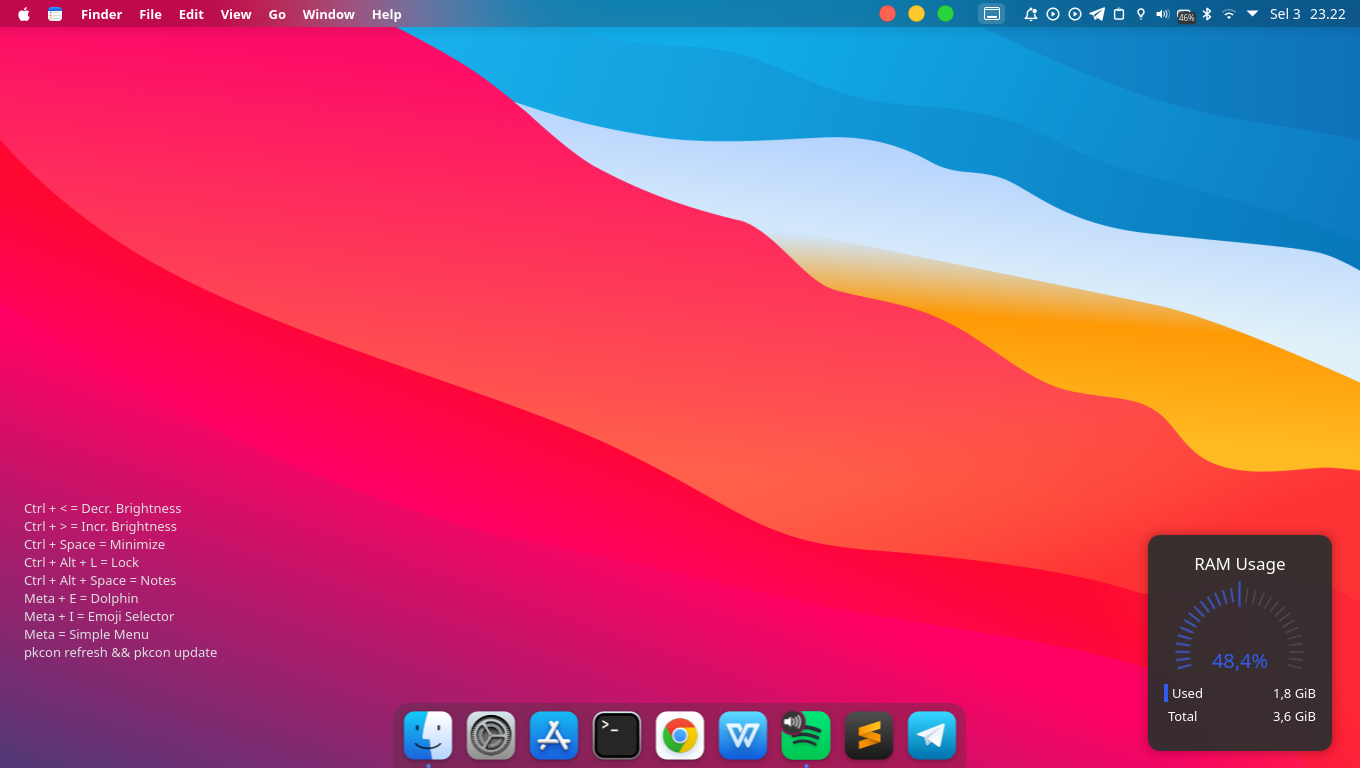 Finder File Edit View Go Window Help
46%
Sel 3 23.22
Ctrl + < = Decr. Brightness
Ctrl + > = Incr. Brightness
Ctrl + Space = Minimize
Ctrl + Alt + L = Lock
Ctrl + Alt + Space = Notes
Meta + E = Dolphin
Meta + I = Emoji Selector
Meta = Simple Menu
pkcon refresh && pkcon update
RAM Usage
48,4%
Used 1,8 GiB
Total 3,6 GiB
>_